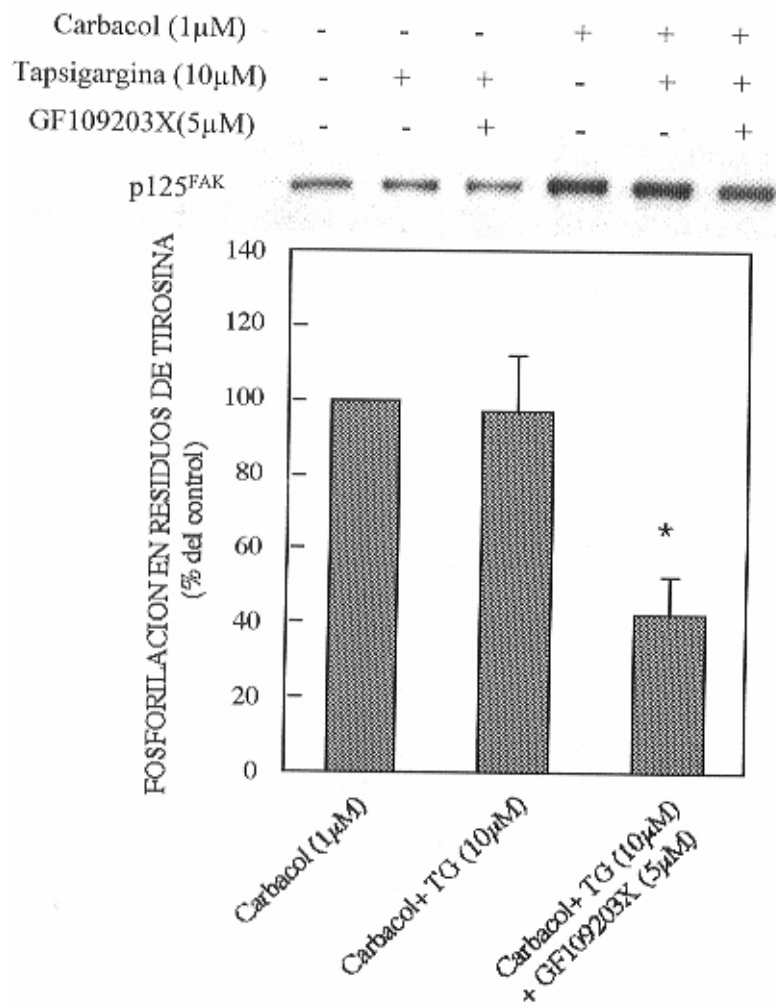 Carbacol (1µM) - - - + + +
Tapsigargina (10µM) - + + - + +
GF109203X(5µM) - - + - - +
p125FAK
FOSFORILACION EN RESIDUOS DE TIROSINA
(% del control)
140
120
100
80
60
40
20
0
*
Carbacol (1µM)
Carbacol+ TG (10µM)
Carbacol+ TG (10µM)
+ GF109203X (5µM)